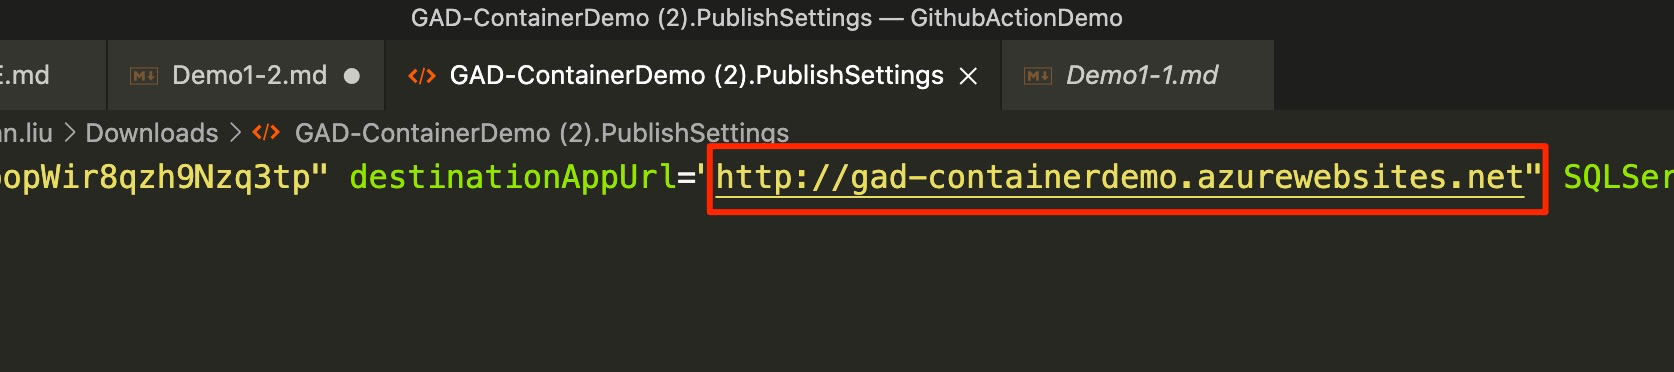 GAD-ContainerDemo (2).PublishSettings — GithubActionDemo
E.md Demo1-2.md GAD-ContainerDemo (2).PublishSettings Demo1-1.md
n.liu > Downloads > GAD-ContainerDemo (2).PublishSettings
opWir8qzh9Nzq3tp" destinationAppUrl="http://gad-containerdemo.azurewebsites.net" SQLSer